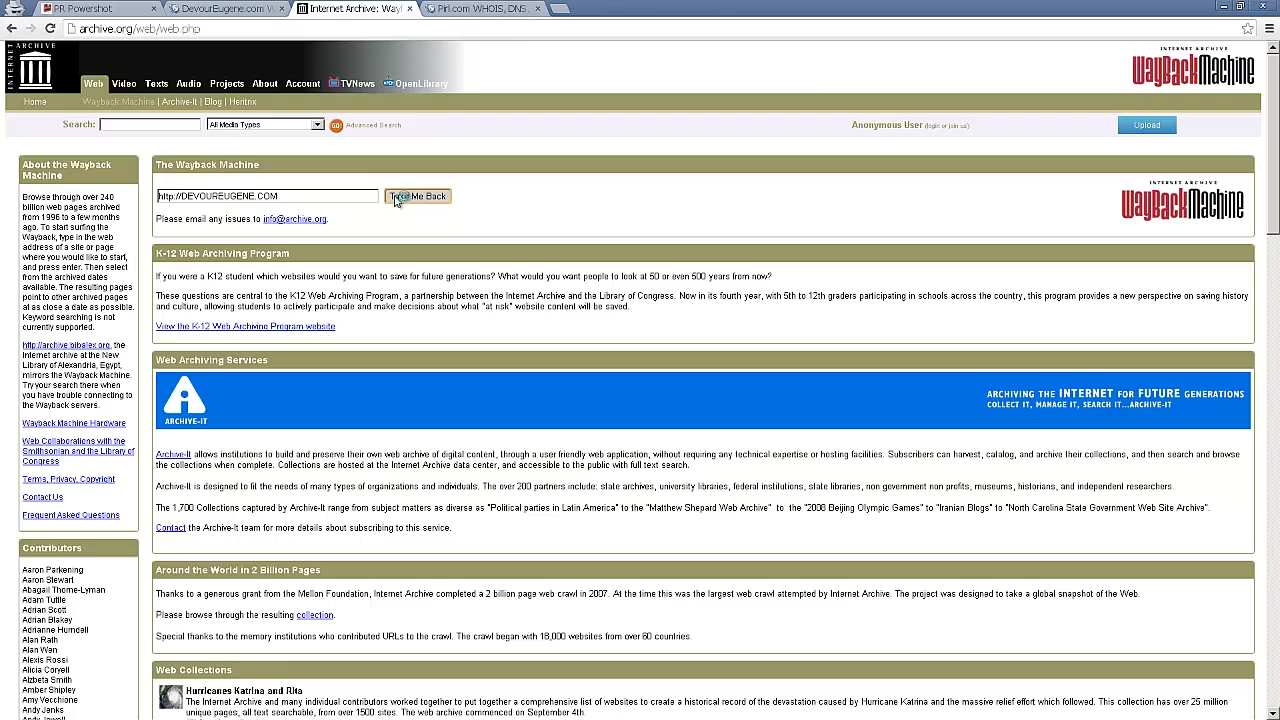 PR Powershot
DevourEugene.com W
Internet Archive: Way
Pirl.com WHOIS, DNS,
archive.org/web/web.php
INTERNET ARCHIVE
Web Video Texts Audio Projects About Account TVNews OpenLibrary
INTERNET ARCHIVE
WayBackMachine
Home Wayback Machine | Archive-It | Blog | Heritrix
Search: All Media Types GO! Advanced Search Anonymous User (login or join us) Upload
About the Wayback
Machine
Browse through over 240
billion web pages archived
from 1996 to a few months
ago. To start surfing the
Wayback, type in the web
address of a site or page
where you would like to start,
and press enter. Then select
from the archived dates
available. The resulting pages
point to other archived pages
at as close a date as possible.
Keyword searching is not
currently supported.
http://archive.bibalex.org, the
Internet archive at the New
Library of Alexandria, Egypt,
mirrors the Wayback Machine.
Try your search there when
you have trouble connecting to
the Wayback servers.
Wayback Machine Hardware
Web Collaborations with the
Smithsonian and the Library of
Congress
Terms, Privacy, Copyright
Contact Us
Frequent Asked Questions
Contributors
Aaron Parkening
Aaron Stewart
Abagail Thorne-Lyman
Adam Tuttle
Adrian Scott
Adrian Blakey
Adrianne Hurndell
Alan Rath
Alan Wen
Alexis Rossi
Alicia Coryell
Alzbeta Smith
Amber Shipley
Amy Vecchione
Andy Janks
Andy Jewell
The Wayback Machine
http://DEVOUREUGENE.COM
Me Back
Please email any issues to info@archive.org.
INTERNET ARCHIVE
WayBackMachine
K-12 Web Archiving Program
If you were a K12 student which websites would you want to save for future generations? What would you want people to look at 50 or even 500 years from now?
These questions are central to the K12 Web Archiving Program, a partnership between the Internet Archive and the Library of Congress. Now in its fourth year, with 5th to 12th graders participating in schools across the country, this program provides a new perspective on saving history
and culture, allowing students to actively participate and make decisions about what "at risk" website content will be saved.
View the K-12 Web Archiving Program website
Web Archiving Services
ARCHIVE-IT
ARCHIVING THE INTERNET FOR FUTURE GENERATIONS
COLLECT IT, MANAGE IT, SEARCH IT...ARCHIVE-IT
Archive-It allows institutions to build and preserve their own web archive of digital content, through a user friendly web application, without requiring any technical expertise or hosting facilities. Subscribers can harvest, catalog, and archive their collections, and then search and browse
the collections when complete. Collections are hosted at the Internet Archive data center, and accessible to the public with full text search.
Archive-It is designed to fit the needs of many types of organizations and individuals. The over 200 partners include: state archives, university libraries, federal institutions, state libraries, non government non profits, museums, historians, and independent researchers.
The 1,700 Collections captured by Archive-It range from subject matters as diverse as "Political parties in Latin America" to the "Matthew Shepard Web Archive" to the "2008 Beijing Olympic Games" to "Iranian Blogs" to "North Carolina State Government Web Site Archive".
Contact the Archive-It team for more details about subscribing to this service.
Around the World in 2 Billion Pages
Thanks to a generous grant from the Mellon Foundation, Internet Archive completed a 2 billion page web crawl in 2007. At the time this was the largest web crawl attempted by Internet Archive. The project was designed to take a global snapshot of the Web.
Please browse through the resulting collection.
Special thanks to the memory institutions who contributed URLs to the crawl. The crawl began with 18,000 websites from over 60 countries.
Web Collections
Hurricanes Katrina and Rita
The Internet Archive and many individual contributors worked together to put together a comprehensive list of websites to create a historical record of the devastation caused by Hurricane Katrina and the massive relief effort which followed. This collection has over 25 million
unique pages, all text searchable, from over 1500 sites. The web archive commenced on September 4th.